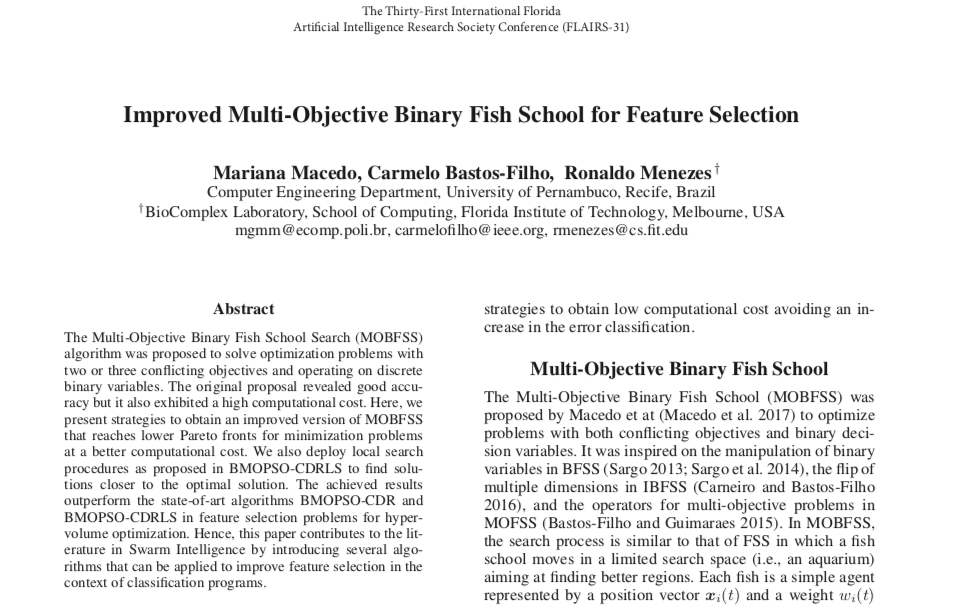 The Thirty-First International Florida
Artificial Intelligence Research Society Conference (FLAIRS-31)
Improved Multi-Objective Binary Fish School for Feature Selection
Mariana Macedo, Carmelo Bastos-Filho, Ronaldo Menezes†
Computer Engineering Department, University of Pernambuco, Recife, Brazil
†BioComplex Laboratory, School of Computing, Florida Institute of Technology, Melbourne, USA
mgmm@ecomp.poli.br, carmelofilho@ieee.org, rmenezes@cs.fit.edu
Abstract
The Multi-Objective Binary Fish School Search (MOBFSS)
algorithm was proposed to solve optimization problems with
two or three conflicting objectives and operating on discrete
binary variables. The original proposal revealed good accu-
racy but it also exhibited a high computational cost. Here, we
present strategies to obtain an improved version of MOBFSS
that reaches lower Pareto fronts for minimization problems
at a better computational cost. We also deploy local search
procedures as proposed in BMOPSO-CDRLS to find solu-
tions closer to the optimal solution. The achieved results
outperform the state-of-art algorithms BMOPSO-CDR and
BMOPSO-CDRLS in feature selection problems for hyper-
volume optimization. Hence, this paper contributes to the lit-
erature in Swarm Intelligence by introducing several algo-
rithms that can be applied to improve feature selection in the
context of classification programs.
strategies to obtain low computational cost avoiding an in-
crease in the error classification.
Multi-Objective Binary Fish School
The Multi-Objective Binary Fish School (MOBFSS) was
proposed by Macedo et at (Macedo et al. 2017) to optimize
problems with both conflicting objectives and binary deci-
sion variables. It was inspired on the manipulation of binary
variables in BFSS (Sargo 2013; Sargo et al. 2014), the flip of
multiple dimensions in IBFSS (Carneiro and Bastos-Filho
2016), and the operators for multi-objective problems in
MOFSS (Bastos-Filho and Guimaraes 2015). In MOBFSS,
the search process is similar to that of FSS in which a fish
school moves in a limited search space (i.e., an aquarium)
aiming at finding better regions. Each fish is a simple agent
represented by a position vector xᵢ(t) and a weight wᵢ(t)